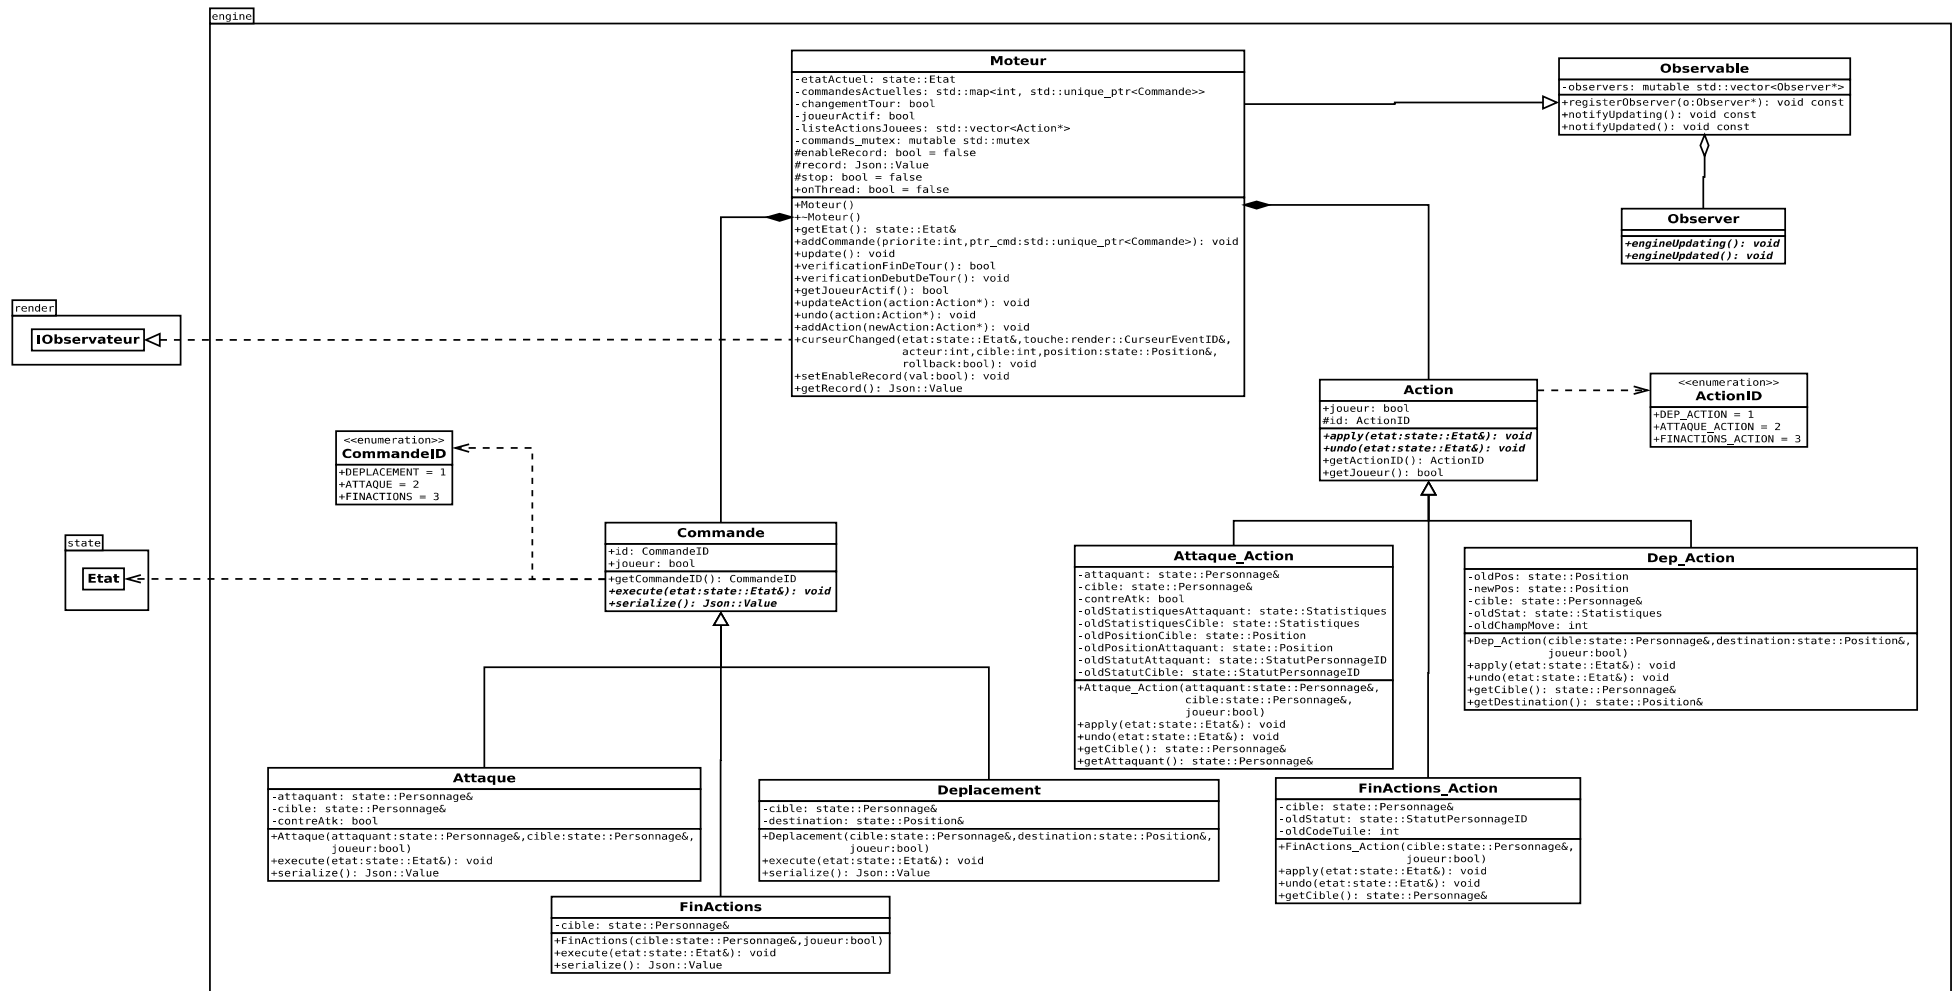 engine
Moteur
-etatActuel: state::Etat
-commandesActuelles: std::map<int, std::unique_ptr<Commande>>
-changementTour: bool
-joueurActif: bool
-listeActionsJouees: std::vector<Action*>
-commands_mutex: mutable std::mutex
#enableRecord: bool = false
#record: Json::Value
#stop: bool = false
+onThread: bool = false
+Moteur()
+~Moteur()
+getEtat(): state::Etat&
+addCommande(priorite:int,ptr_cmd:std::unique_ptr<Commande>): void
+update(): void
+verificationFinDeTour(): bool
+verificationDebutDeTour(): void
+getJoueurActif(): bool
+updateAction(action:Action*): void
+undo(action:Action*): void
+addAction(newAction:Action*): void
+curseurChanged(etat:state::Etat&,touche:render::CurseurEventID&,
acteur:int,cible:int,position:state::Position&,
rollback:bool): void
+setEnableRecord(val:bool): void
+getRecord(): Json::Value
Observable
-observers: mutable std::vector<Observer*>
+registerObserver(o:Observer*): void const
+notifyUpdating(): void const
+notifyUpdated(): void const
Observer
+engineUpdating(): void
+engineUpdated(): void
render
IObservateur
Action
+joueur: bool
#id: ActionID
+apply(etat:state::Etat&): void
+undo(etat:state::Etat&): void
+getActionID(): ActionID
+getJoueur(): bool
<<enumeration>>
ActionID
+DEP_ACTION = 1
+ATTAQUE_ACTION = 2
+FINACTIONS_ACTION = 3
<<enumeration>>
CommandeID
+DEPLACEMENT = 1
+ATTAQUE = 2
+FINACTIONS = 3
state
Etat
Commande
+id: CommandeID
+joueur: bool
+getCommandeID(): CommandeID
+execute(etat:state::Etat&): void
+serialize(): Json::Value
Attaque_Action
-attaquant: state::Personnage&
-cible: state::Personnage&
-contreAtk: bool
-oldStatistiquesAttaquant: state::Statistiques
-oldStatistiquesCible: state::Statistiques
-oldPositionCible: state::Position
-oldPositionAttaquant: state::Position
-oldStatutAttaquant: state::StatutPersonnageID
-oldStatutCible: state::StatutPersonnageID
+Attaque_Action(attaquant:state::Personnage&,
cible:state::Personnage&,
joueur:bool)
+apply(etat:state::Etat&): void
+undo(etat:state::Etat&): void
+getCible(): state::Personnage&
+getAttaquant(): state::Personnage&
Dep_Action
-oldPos: state::Position
-newPos: state::Position
-cible: state::Personnage&
-oldStat: state::Statistiques
-oldChampMove: int
+Dep_Action(cible:state::Personnage&,destination:state::Position&,
joueur:bool)
+apply(etat:state::Etat&): void
+undo(etat:state::Etat&): void
+getCible(): state::Personnage&
+getDestination(): state::Position&
Attaque
-attaquant: state::Personnage&
-cible: state::Personnage&
-contreAtk: bool
+Attaque(attaquant:state::Personnage&,cible:state::Personnage&,
joueur:bool)
+execute(etat:state::Etat&): void
+serialize(): Json::Value
Deplacement
-cible: state::Personnage&
-destination: state::Position&
+Deplacement(cible:state::Personnage&,destination:state::Position&,
joueur:bool)
+execute(etat:state::Etat&): void
+serialize(): Json::Value
FinActions_Action
-cible: state::Personnage&
-oldStatut: state::StatutPersonnageID
-oldCodeTuile: int
+FinActions_Action(cible:state::Personnage&,
joueur:bool)
+apply(etat:state::Etat&): void
+undo(etat:state::Etat&): void
+getCible(): state::Personnage&
FinActions
-cible: state::Personnage&
+FinActions(cible:state::Personnage&,joueur:bool)
+execute(etat:state::Etat&): void
+serialize(): Json::Value